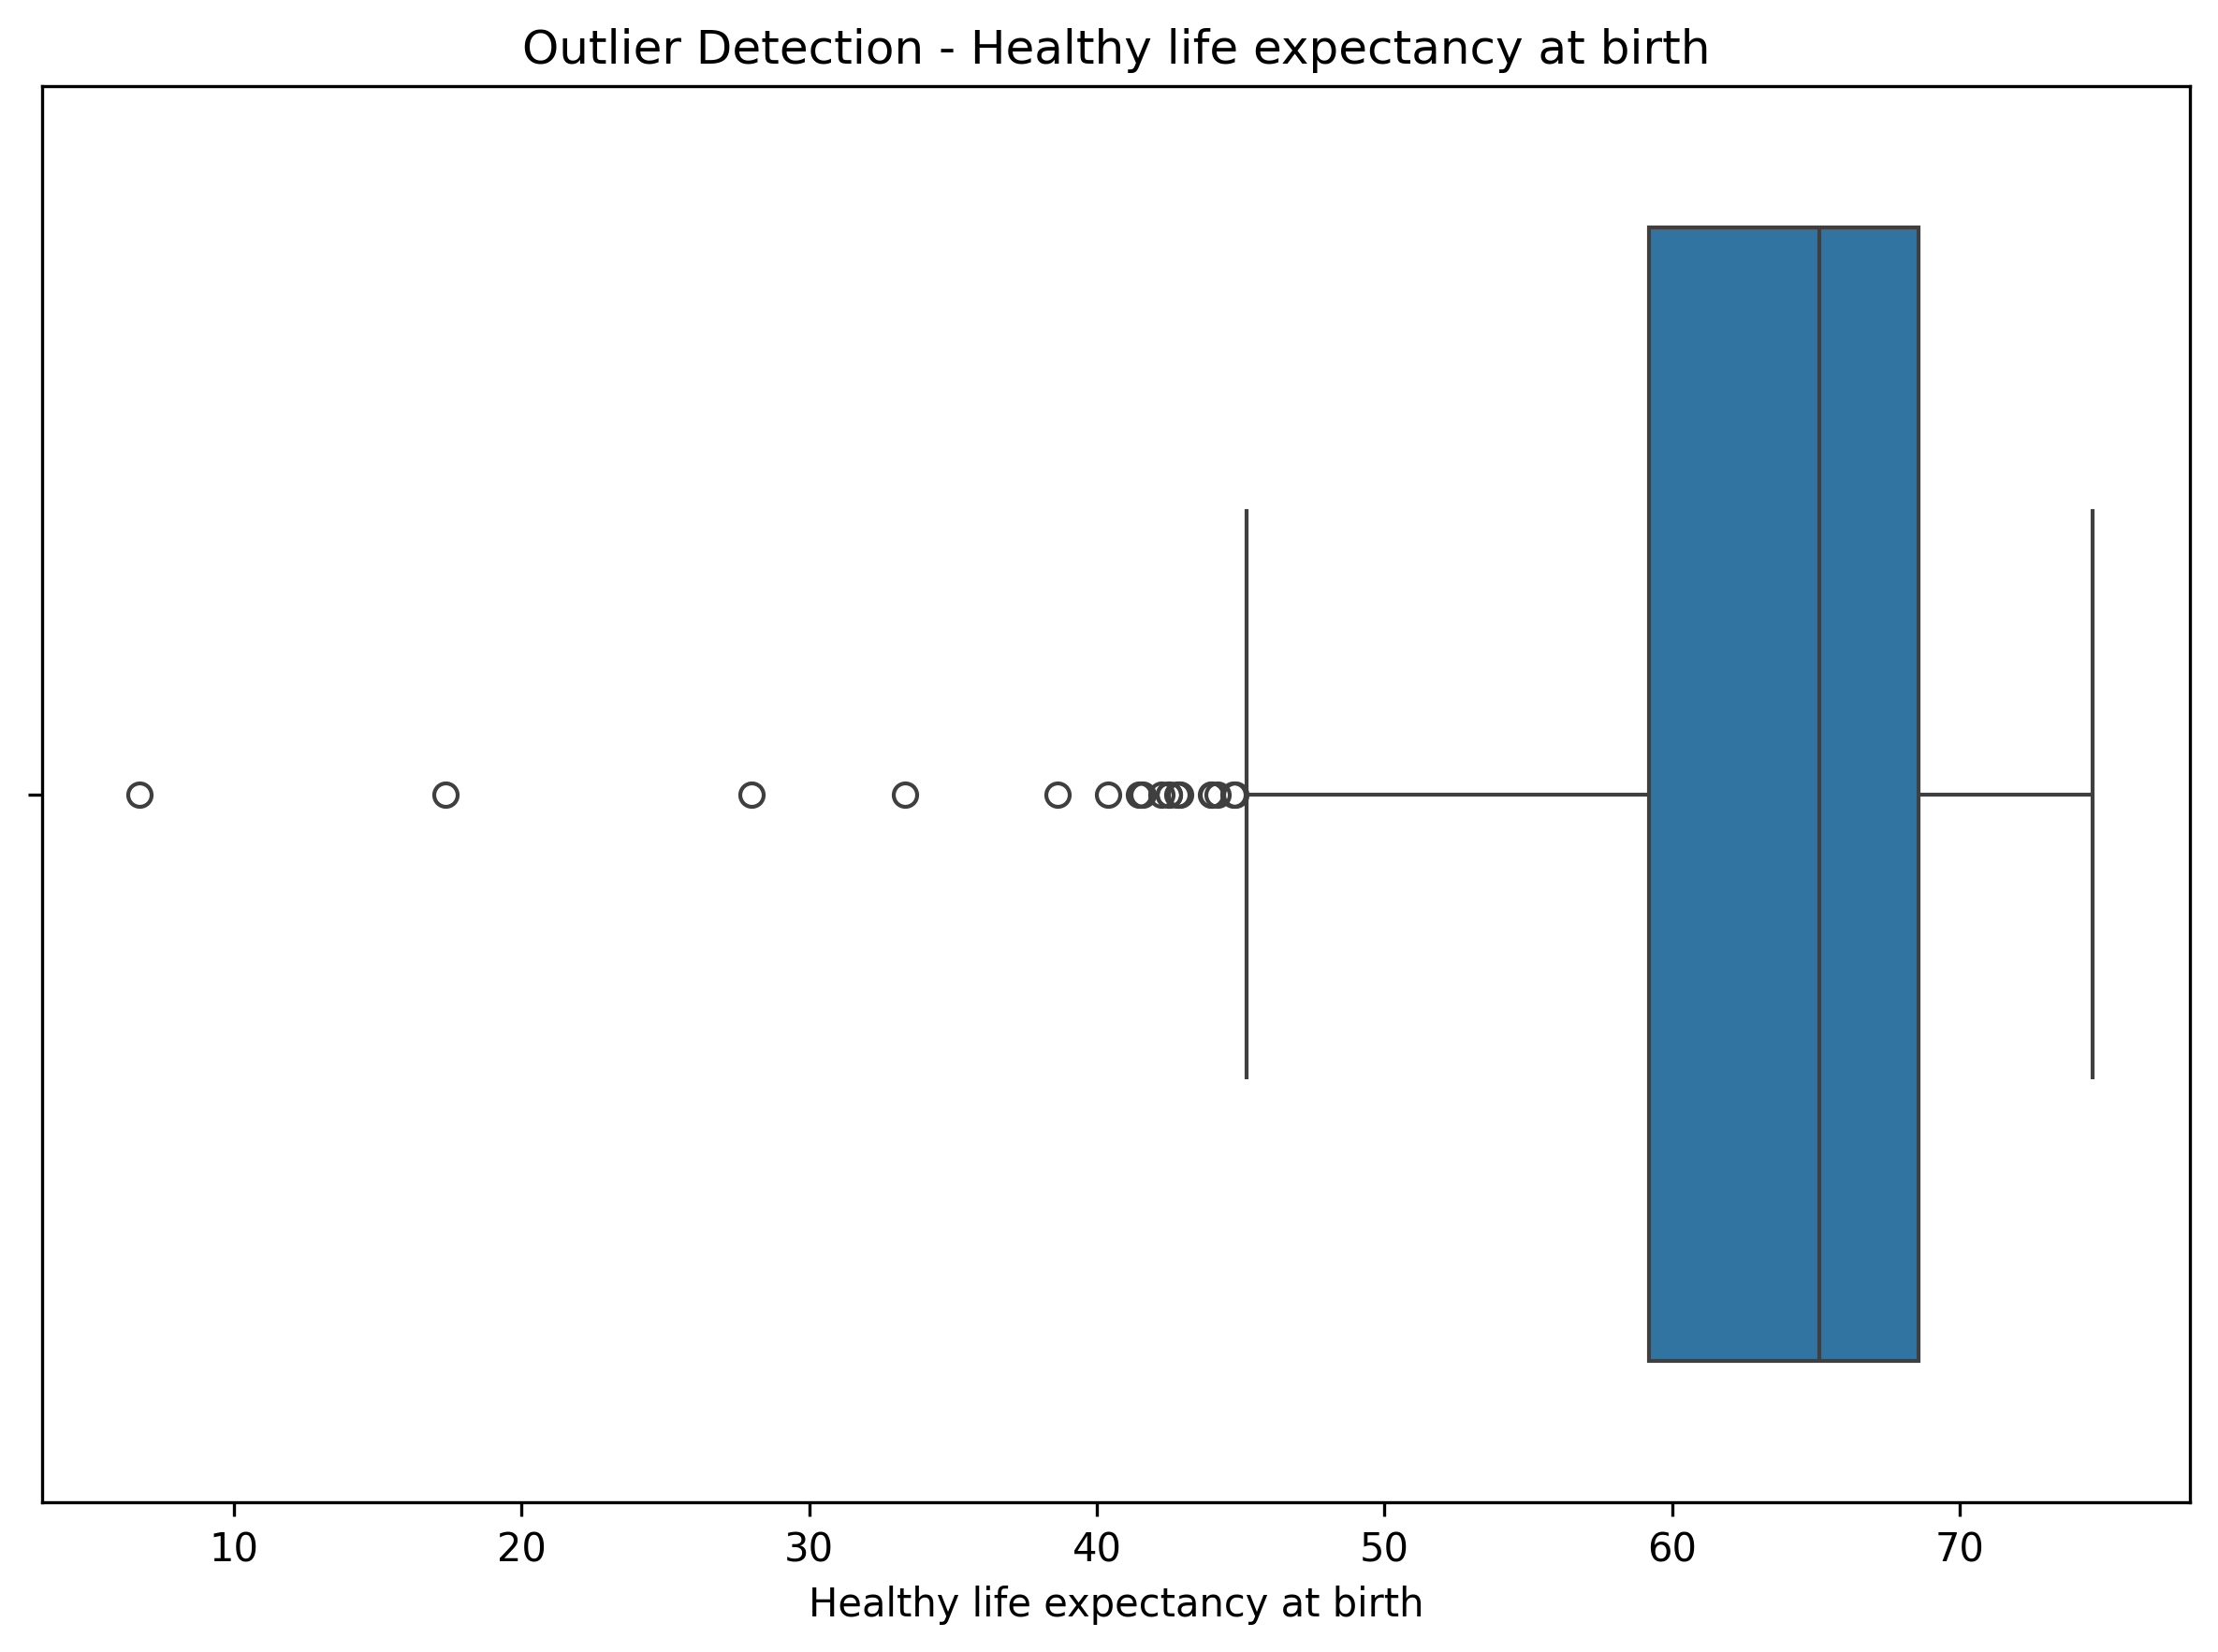 Outlier Detection - Healthy life expectancy at birth
10 20 30 40 50 60 70
Healthy life expectancy at birth